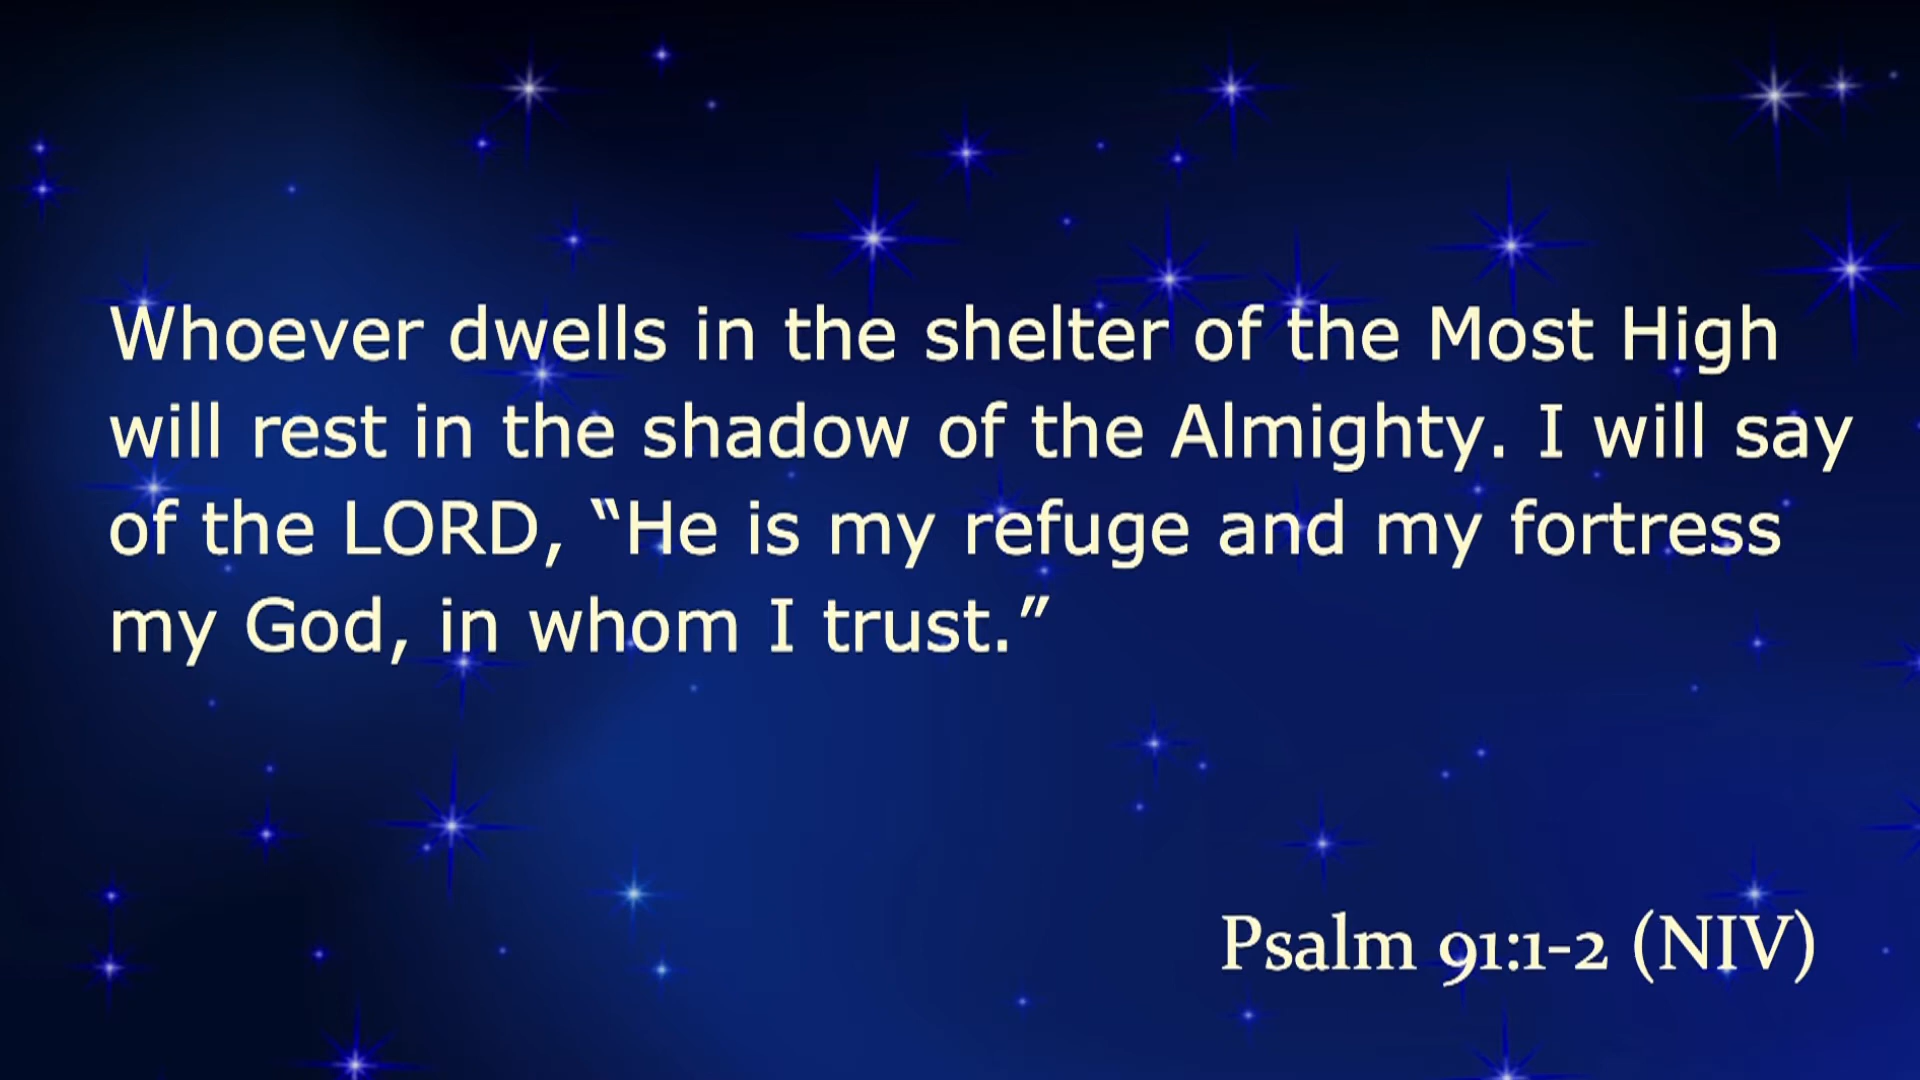 Whoever dwells in the shelter of the Most High
will rest in the shadow of the Almighty. I will say
of the LORD, “He is my refuge and my fortress
my God, in whom I trust.”
Psalm 91:1-2 (NIV)